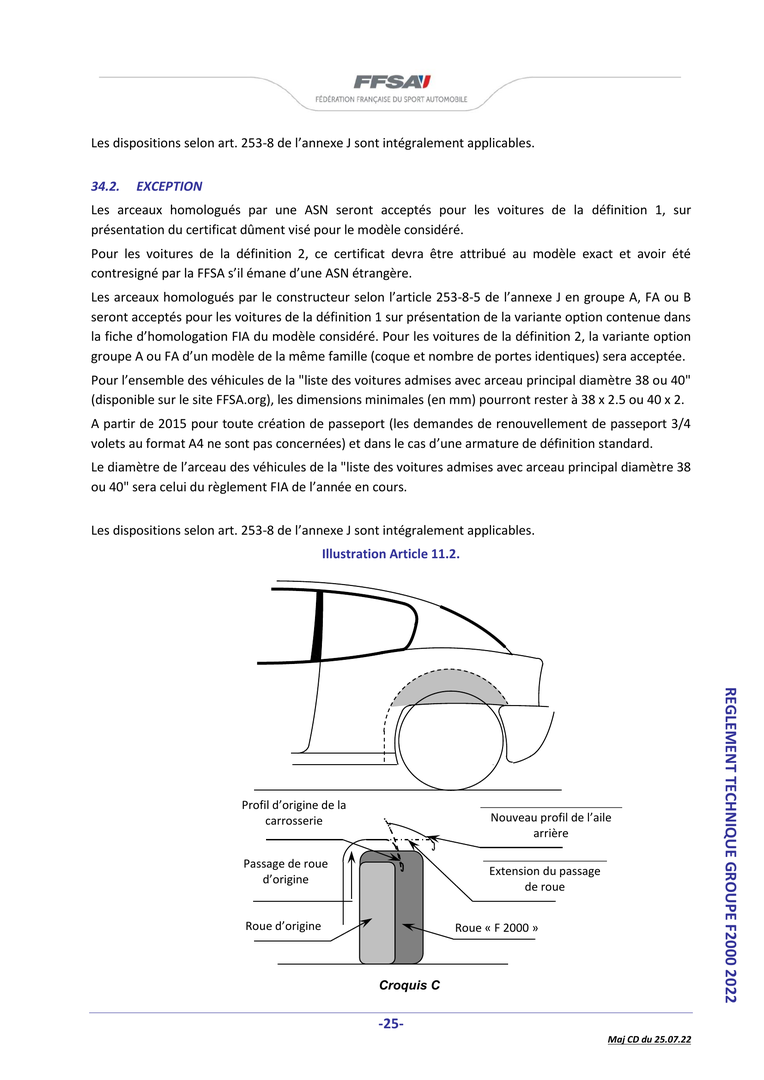 FFSA
FÉDÉRATION FRANÇAISE DU SPORT AUTOMOBILE
Les dispositions selon art. 253-8 de l’annexe J sont intégralement applicables.
34.2. EXCEPTION
Les arceaux homologués par une ASN seront acceptés pour les voitures de la définition 1, sur
présentation du certificat dûment visé pour le modèle considéré.
Pour les voitures de la définition 2, ce certificat devra être attribué au modèle exact et avoir été
contresigné par la FFSA s’il émane d’une ASN étrangère.
Les arceaux homologués par le constructeur selon l’article 253-8-5 de l’annexe J en groupe A, FA ou B
seront acceptés pour les voitures de la définition 1 sur présentation de la variante option contenue dans
la fiche d’homologation FIA du modèle considéré. Pour les voitures de la définition 2, la variante option
groupe A ou FA d’un modèle de la même famille (coque et nombre de portes identiques) sera acceptée.
Pour l’ensemble des véhicules de la "liste des voitures admises avec arceau principal diamètre 38 ou 40"
(disponible sur le site FFSA.org), les dimensions minimales (en mm) pourront rester à 38 x 2.5 ou 40 x 2.
A partir de 2015 pour toute création de passeport (les demandes de renouvellement de passeport 3/4
volets au format A4 ne sont pas concernées) et dans le cas d’une armature de définition standard.
Le diamètre de l’arceau des véhicules de la "liste des voitures admises avec arceau principal diamètre 38
ou 40" sera celui du règlement FIA de l’année en cours.
Les dispositions selon art. 253-8 de l’annexe J sont intégralement applicables.
Illustration Article 11.2.
Profil d’origine de la
carrosserie
Nouveau profil de l’aile
arrière
Passage de roue
d’origine
Extension du passage
de roue
Roue d’origine
Roue « F 2000 »
Croquis C
REGLEMENT TECHNIQUE GROUPE F2000 2022
-25-
Maj CD du 25.07.22